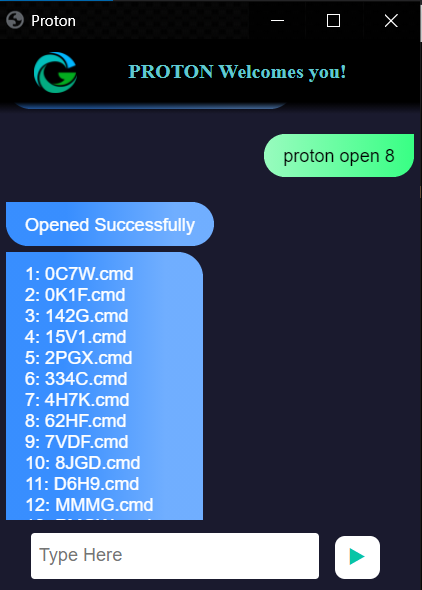 Proton
PROTON Welcomes you!
proton open 8
Opened Successfully
1: 0C7W.cmd
2: 0K1F.cmd
3: 142G.cmd
4: 15V1.cmd
5: 2PGX.cmd
6: 334C.cmd
7: 4H7K.cmd
8: 62HF.cmd
9: 7VDF.cmd
10: 8JGD.cmd
11: D6H9.cmd
12: MMMG.cmd
Type Here